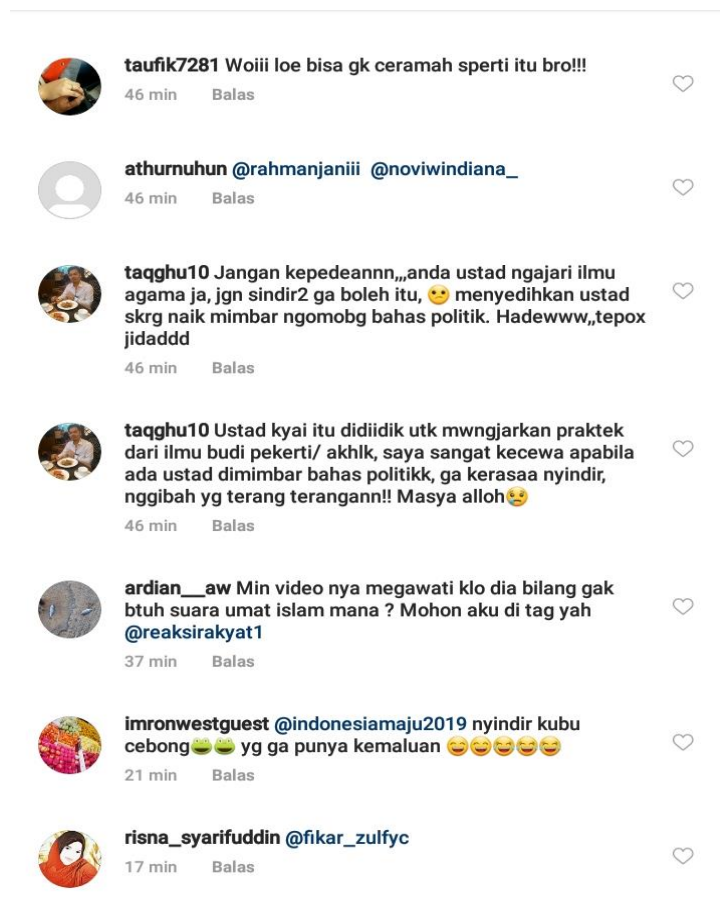 taufik7281 Woiii loe bisa gk ceramah sperti itu bro!!!
46 min Balas
athurnuhun @rahmanjaniii @noviwindiana_
46 min Balas
taqghu10 Jangan kepedeannn,,,anda ustad ngajari ilmu
agama ja, jgn sindir2 ga boleh itu, 😕 menyedihkan ustad
skrg naik mimbar ngomobg bahas politik. Hadewww,,tepox
jidaddd
46 min Balas
taqghu10 Ustad kyai itu didiidik utk mwngjarkan praktek
dari ilmu budi pekerti/ akhlk, saya sangat kecewa apabila
ada ustad dimimbar bahas politikk, ga kerasaa nyindir,
nggibah yg terang terangann!! Masya alloh😢
46 min Balas
ardian__aw Min video nya megawati klo dia bilang gak
btuh suara umat islam mana ? Mohon aku di tag yah
@reaksirakyat1
37 min Balas
imronwestguest @indonesiamaju2019 nyindir kubu
cebong🐸🐸 yg ga punya kemaluan 😄😄😂😂😂
21 min Balas
risna_syarifuddin @fikar_zulfyc
17 min Balas